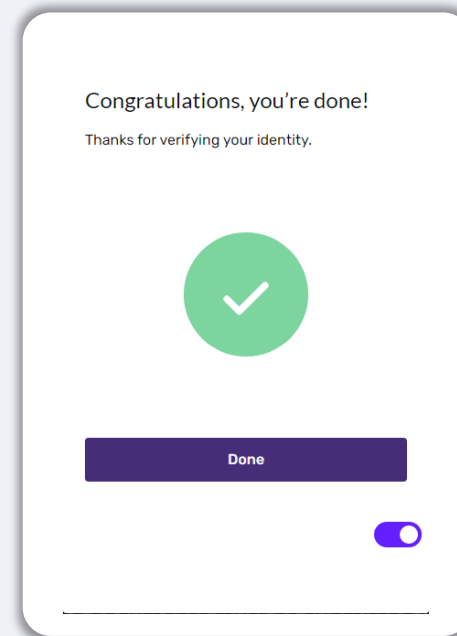 Congratulations, you’re done!
Thanks for verifying your identity.
Done